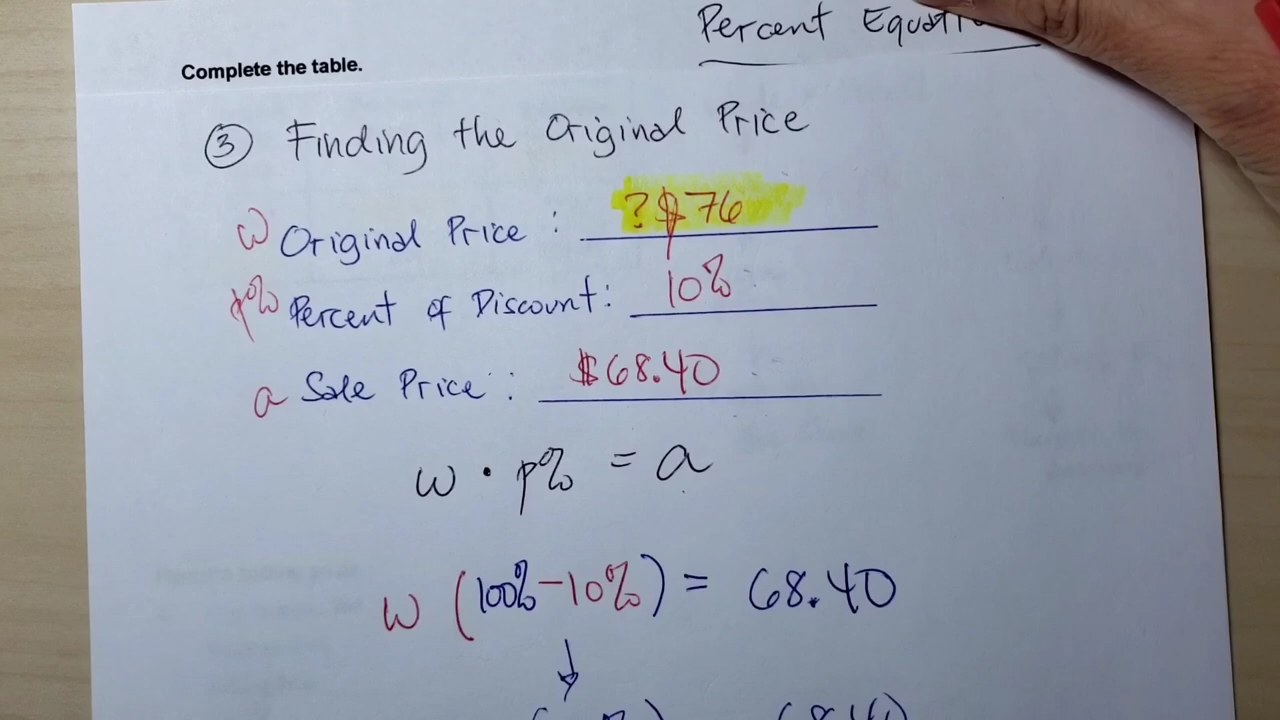 Percent Equation
Complete the table.
③ Finding the Original Price
w Original Price : ? $76
p% Percent of Discount: 10%
a Sale Price : $68.40
w · p% = a
w (100% - 10%) = 68.40
↓